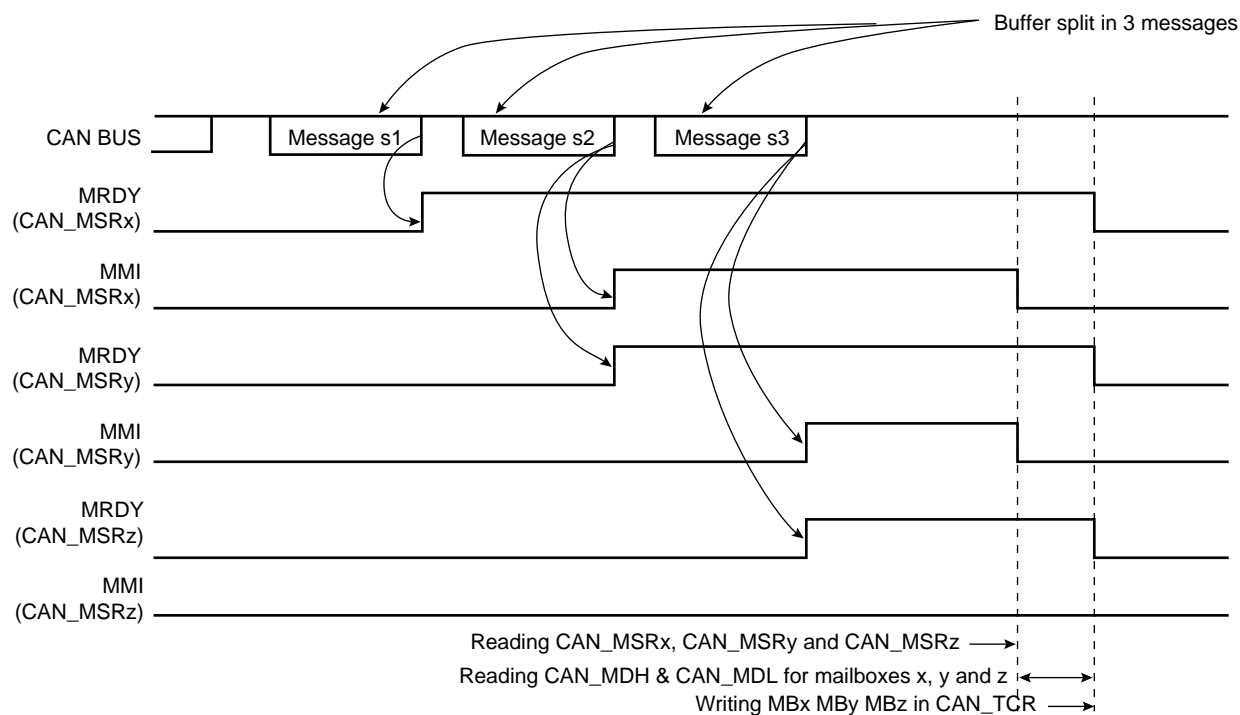 Buffer split in 3 messages
CAN BUS
Message s1
Message s2
Message s3
MRDY
(CAN_MSRx)
MMI
(CAN_MSRx)
MRDY
(CAN_MSRy)
MMI
(CAN_MSRy)
MRDY
(CAN_MSRz)
MMI
(CAN_MSRz)
Reading CAN_MSRx, CAN_MSRy and CAN_MSRz
Reading CAN_MDH & CAN_MDL for mailboxes x, y and z
Writing MBx MBy MBz in CAN_TCR